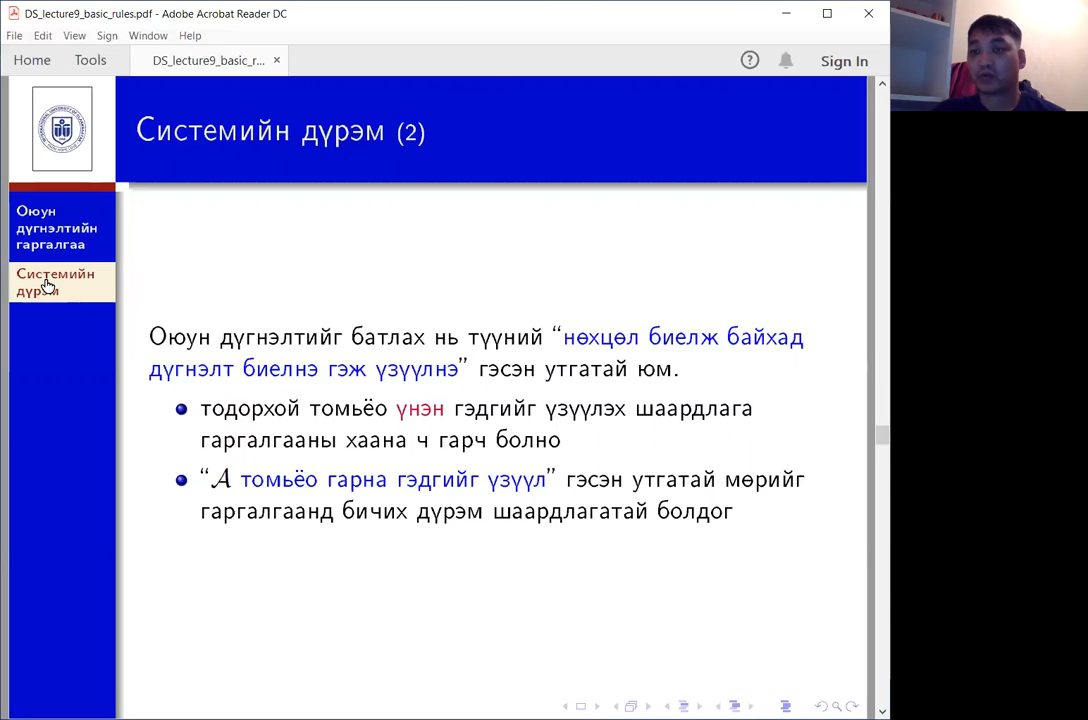 DS_lecture9_basic_rules.pdf - Adobe Acrobat Reader DC
File Edit View Sign Window Help
Home Tools DS_lecture9_basic_r... × Sign In
Системийн дүрэм (2)
Оюун
дүгнэлтийн
гаргалгаа
Системийн
дүрэм
Оюун дүгнэлтийг батлах нь түүний “нөхцөл биелж байхад
дүгнэлт биелнэ гэж үзүүлнэ” гэсэн утгатай юм.
тодорхой томьёо үнэн гэдгийг үзүүлэх шаардлага
гаргалгааны хаана ч гарч болно
“A томьёо гарна гэдгийг үзүүл” гэсэн утгатай мөрийг
гаргалгаанд бичих дүрэм шаардлагатай болдог